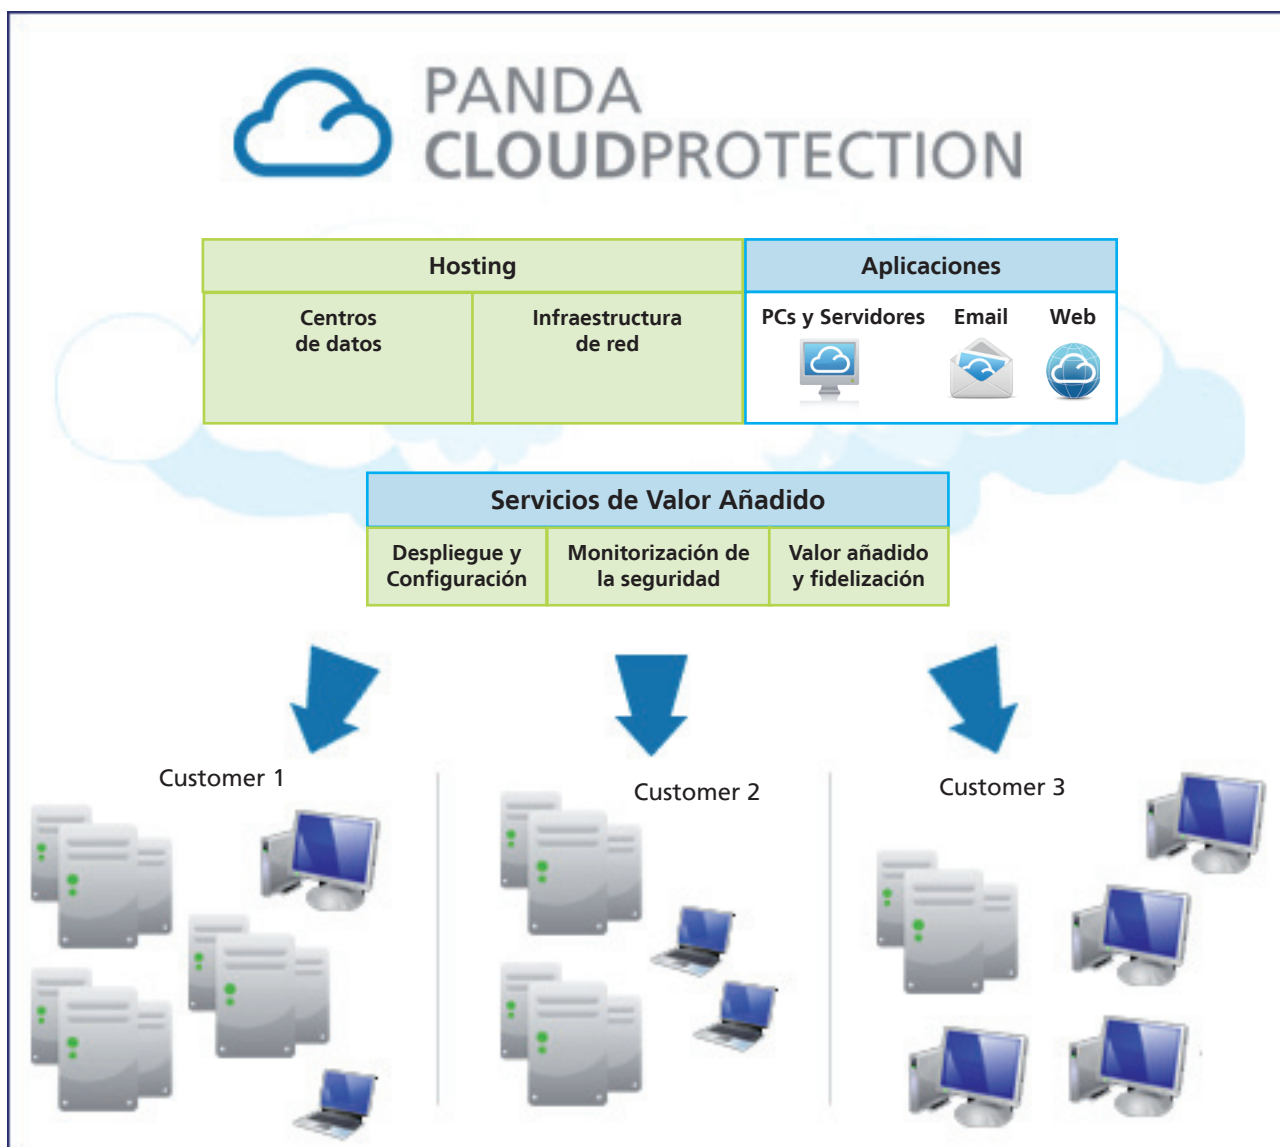 PANDA
CLOUDPROTECTION
Hosting
Aplicaciones
Centros
de datos
Infraestructura
de red
PCs y Servidores
Email
Web
Servicios de Valor Añadido
Despliegue y
Configuración
Monitorización de
la seguridad
Valor añadido
y fidelización
Customer 1
Customer 2
Customer 3